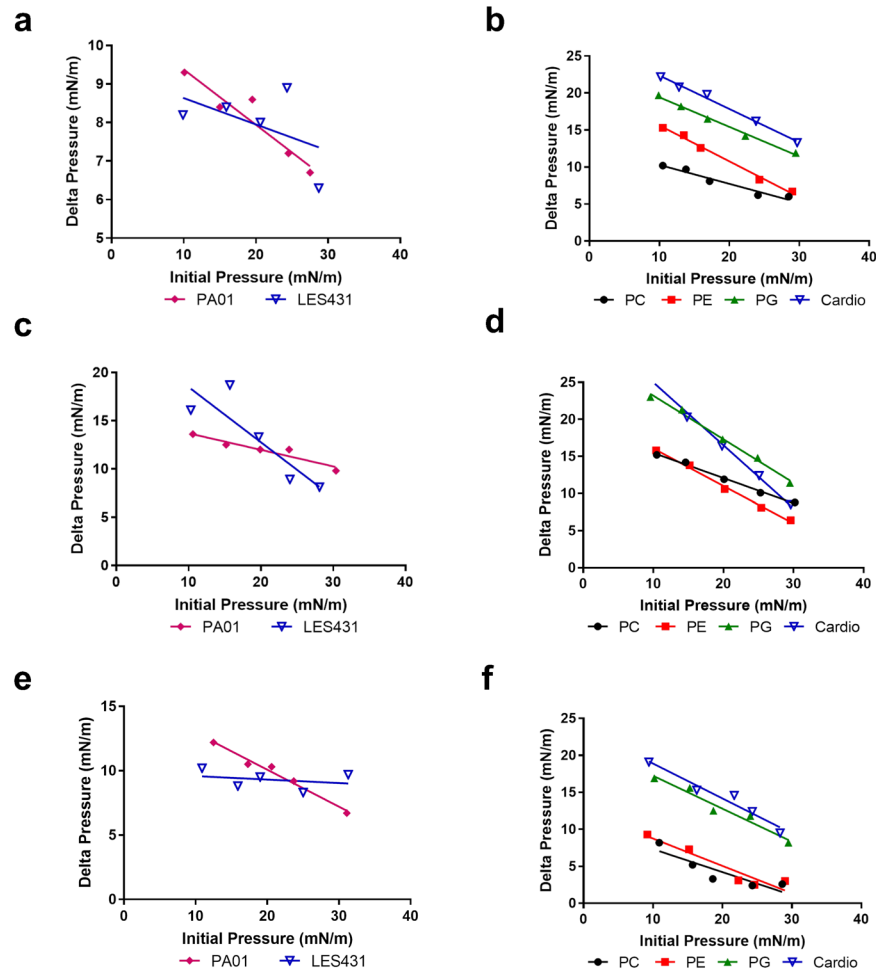 a
Delta Pressure (mN/m)
10
9
8
7
6
5
0 10 20 30 40
Initial Pressure (mN/m)
PA01 LES431
b
Delta Pressure (mN/m)
25
20
15
10
5
0
0 10 20 30 40
Initial Pressure (mN/m)
PC PE PG Cardio
c
Delta Pressure (mN/m)
20
15
10
5
0
0 10 20 30 40
Initial Pressure (mN/m)
PA01 LES431
d
Delta Pressure (mN/m)
25
20
15
10
5
0
0 10 20 30 40
Initial Pressure (mN/m)
PC PE PG Cardio
e
Delta Pressure (mN/m)
15
10
5
0
0 10 20 30 40
Initial Pressure (mN/m)
PA01 LES431
f
Delta Pressure (mN/m)
25
20
15
10
5
0
0 10 20 30 40
Initial Pressure (mN/m)
PC PE PG Cardio